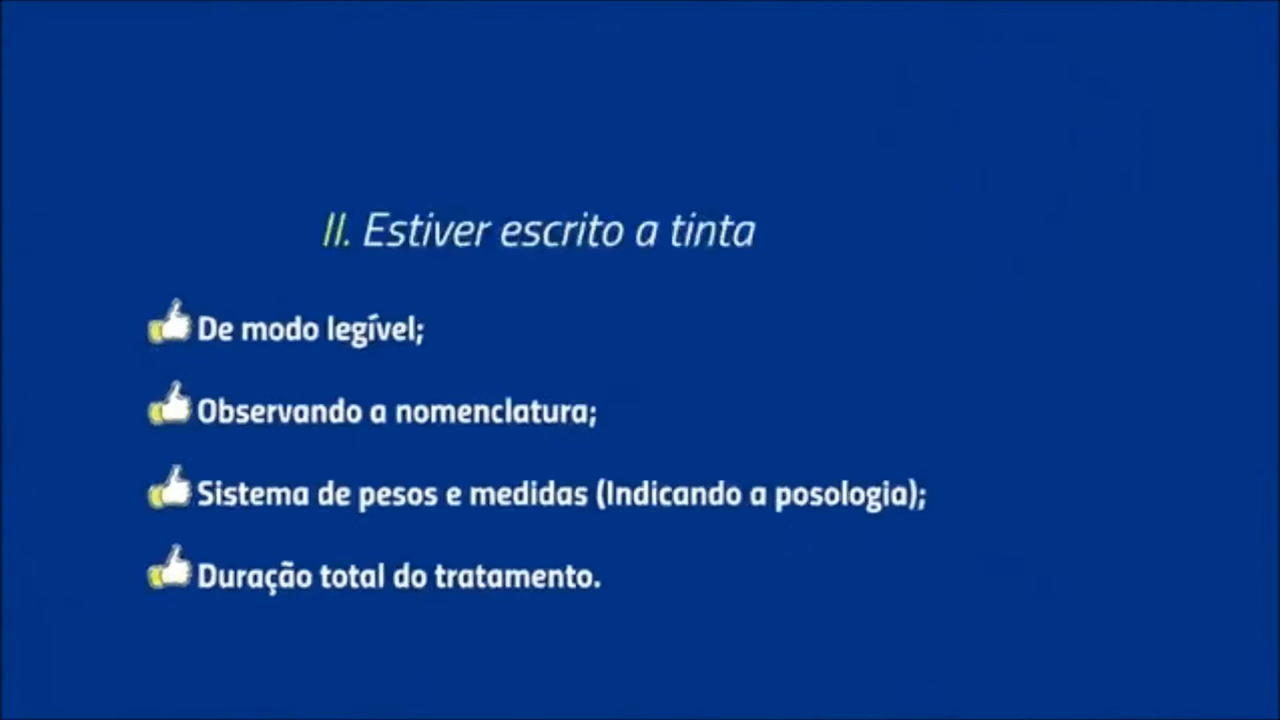 II. Estiver escrito a tinta
De modo legível;
Observando a nomenclatura;
Sistema de pesos e medidas (Indicando a posologia);
Duração total do tratamento.